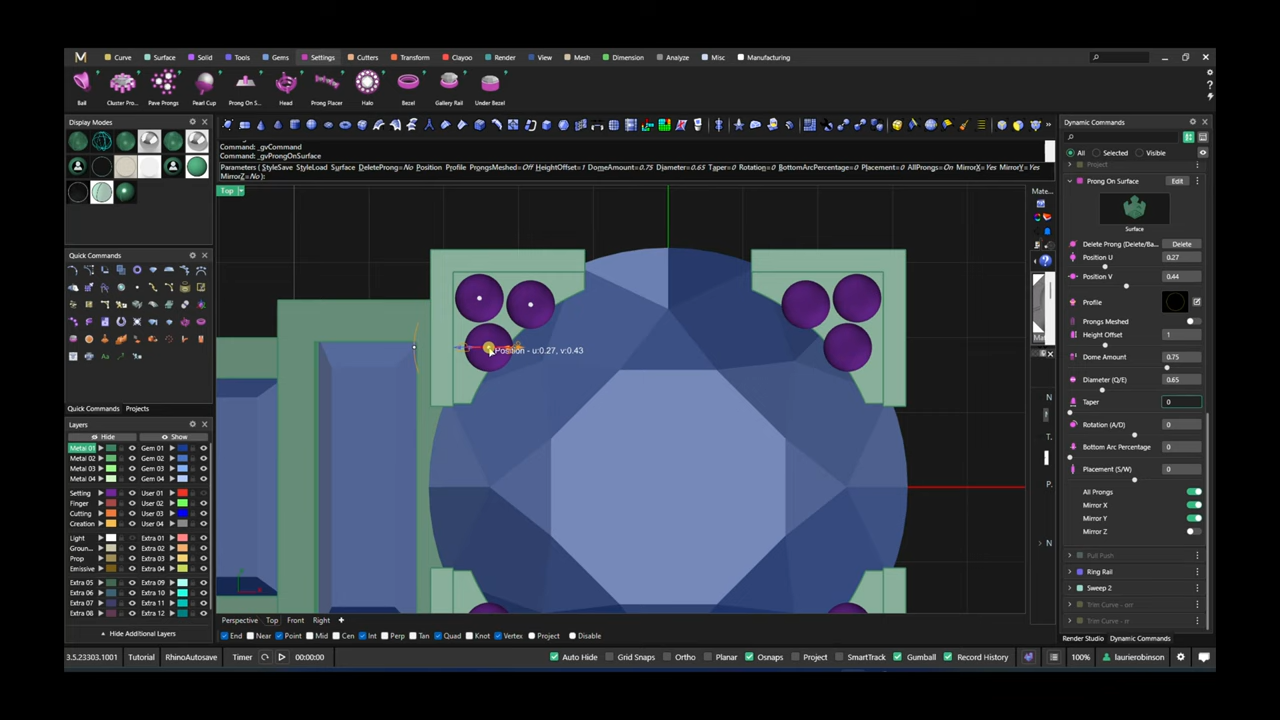 Curve Surface Solid Tools Gems Settings Cutters Transform Clayoo Render View Mesh Dimension Analyze Misc Manufacturing
Ball Cluster Pro... Pave Prongs Pearl Cup Prong On S... Head Prong Placer Halo Bezel Gallery Rail Under Bezel
Display Modes
Command: _gvCommand
Command: _gvProngOnSurface
Parameters ( StyleSave StyleLoad Surface DeleteProng=No Position Profile ProngsMeshed=Off HeightOffset=1 DomeAmount=0.75 Diameter=0.65 Taper=0 Rotation=0 BottomArcPercentage=0 Placement=0 AllProngs=On MirrorX=Yes MirrorY=Yes
MirrorZ=No ):
Top
Position - u:0.27, v:0.43
Quick Commands
Quick Commands Projects
Layers
Hide Show
Metal 01 Gem 01
Metal 02 Gem 02
Metal 03 Gem 03
Metal 04 Gem 04
Setting User 01
Finger User 02
Cutting User 03
Creation User 04
Light Extra 01
Groun... Extra 02
Prop Extra 03
Emissive Extra 04
Extra 05 Extra 09
Extra 06 Extra 10
Extra 07 Extra 11
Extra 08 Extra 12
Hide Additional Layers
Mate...
N
T.
P.
N
Dynamic Commands
All Selected Visible
Project
Prong On Surface Edit
Surface
Delete Prong (Delete/Ba... Delete
Position U 0.27
Position V 0.44
Profile
Prongs Meshed
Height Offset 1
Dome Amount 0.75
Diameter (Q/E) 0.65
Taper 0
Rotation (A/D) 0
Bottom Arc Percentage 0
Placement (S/W) 0
All Prongs
Mirror X
Mirror Y
Mirror Z
Pull Push
Ring Rail
Sweep 2
Render Studio Dynamic Commands
Perspective Top Front Right
End Near Point Mid Cen Int Perp Tan Quad Knot Vertex Project Disable
3.5.23303.1001 Tutorial RhinoAutosave Timer 00:00:00 Auto Hide Grid Snaps Ortho Planar Osnaps Project SmartTrack Gumball Record History 100% laurierobinson